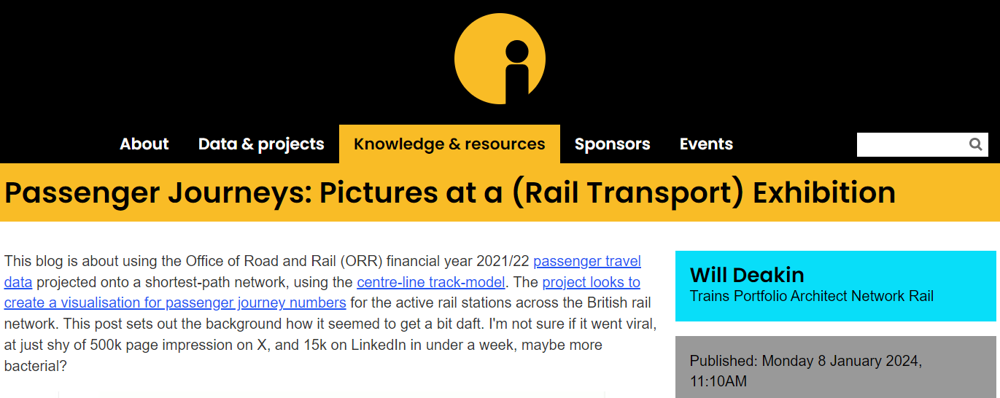 About Data & projects Knowledge & resources Sponsors Events
Passenger Journeys: Pictures at a (Rail Transport) Exhibition
This blog is about using the Office of Road and Rail (ORR) financial year 2021/22 passenger travel
data projected onto a shortest-path network, using the centre-line track-model. The project looks to
create a visualisation for passenger journey numbers for the active rail stations across the British rail
network. This post sets out the background how it seemed to get a bit daft. I'm not sure if it went viral,
at just shy of 500k page impression on X, and 15k on LinkedIn in under a week, maybe more
bacterial?
Will Deakin
Trains Portfolio Architect Network Rail
Published: Monday 8 January 2024,
11:10AM